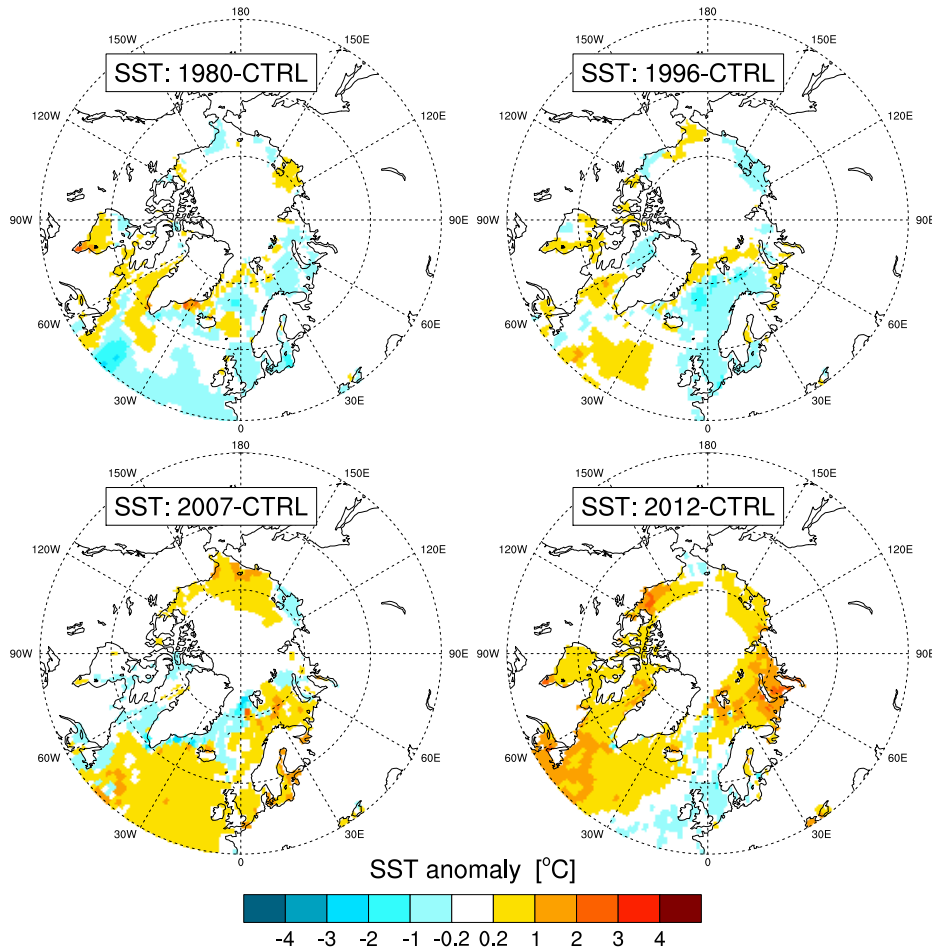 180
180
150W
150E
150W
150E
SST: 1980-CTRL
SST: 1996-CTRL
120W
120E
120W
120E
90W
90E
90W
90E
60W
60E
60W
60E
30W
30E
30W
30E
0
0
180
180
150W
150E
150W
150E
SST: 2007-CTRL
SST: 2012-CTRL
120W
120E
120W
120E
90W
90E
90W
90E
60W
60E
60W
60E
30W
30E
30W
30E
0
0
SST anomaly [°C]
-4 -3 -2 -1 -0.2 0.2 1 2 3 4